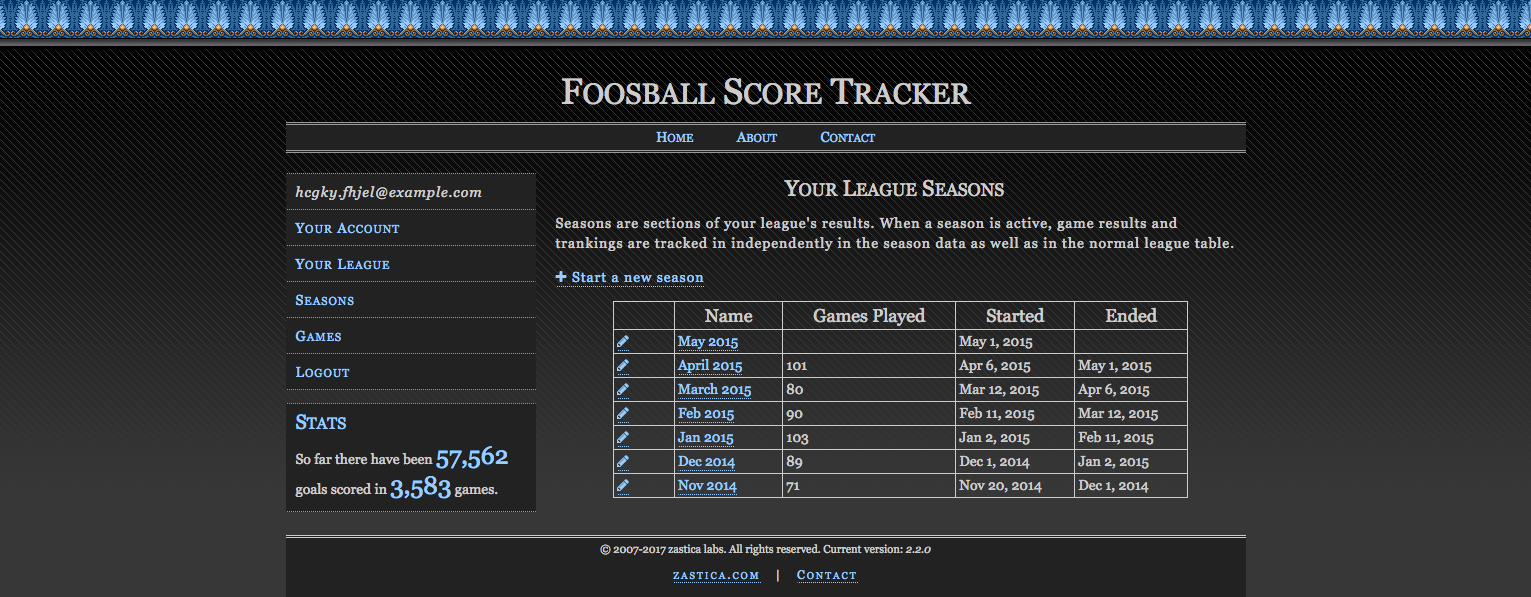 Foosball Score Tracker
Home About Contact
hcgky.fhjel@example.com
Your Account
Your League
Seasons
Games
Logout
Stats
So far there have been 57,562
goals scored in 3,583 games.
Your League Seasons
Seasons are sections of your league's results. When a season is active, game results and
trankings are tracked in independently in the season data as well as in the normal league table.
+ Start a new season
Name Games Played Started Ended
May 2015 May 1, 2015
April 2015 101 Apr 6, 2015 May 1, 2015
March 2015 80 Mar 12, 2015 Apr 6, 2015
Feb 2015 90 Feb 11, 2015 Mar 12, 2015
Jan 2015 103 Jan 2, 2015 Feb 11, 2015
Dec 2014 89 Dec 1, 2014 Jan 2, 2015
Nov 2014 71 Nov 20, 2014 Dec 1, 2014
© 2007-2017 zastica labs. All rights reserved. Current version: 2.2.0
zastica.com | Contact